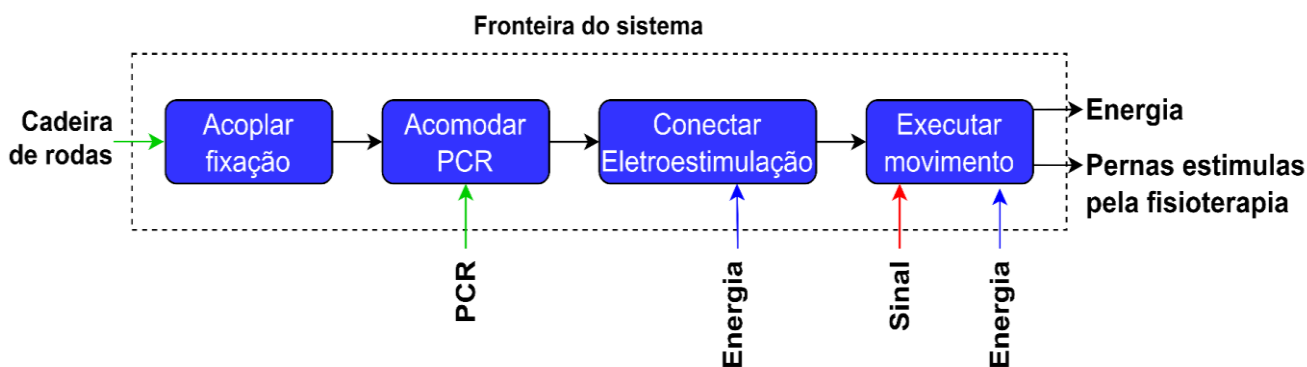 Fronteira do sistema
Cadeira
de rodas
Acoplar
fixação
Acomodar
PCR
Conectar
Eletroestimulação
Executar
movimento
Energia
Pernas estimulas
pela fisioterapia
PCR
Energia
Sinal
Energia